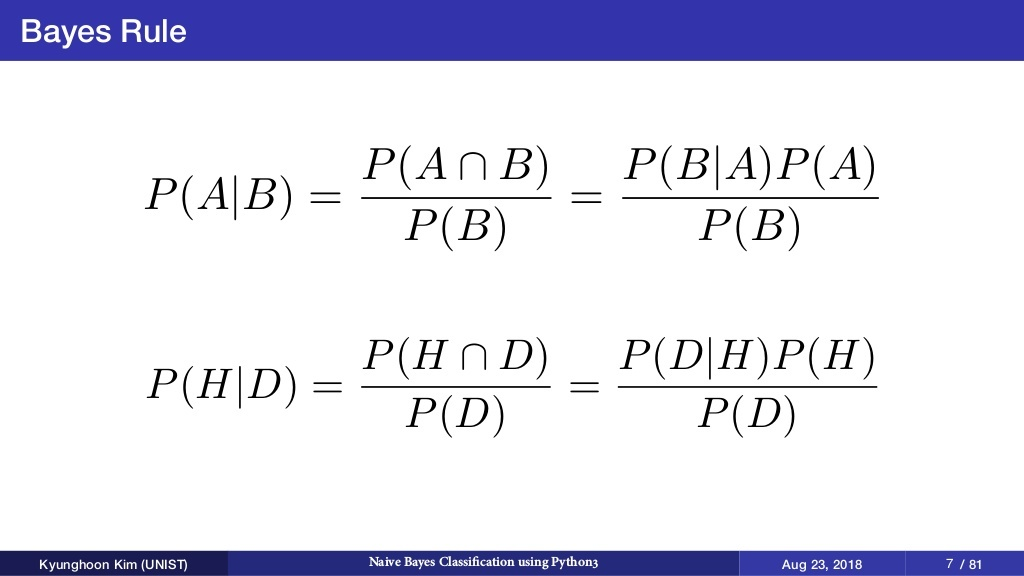 Bayes Rule
P(A|B) = P(A ∩ B) / P(B) = P(B|A)P(A) / P(B)
P(H|D) = P(H ∩ D) / P(D) = P(D|H)P(H) / P(D)
Kyunghoon Kim (UNIST) Naive Bayes Classification using Python3 Aug 23, 2018 7 / 81